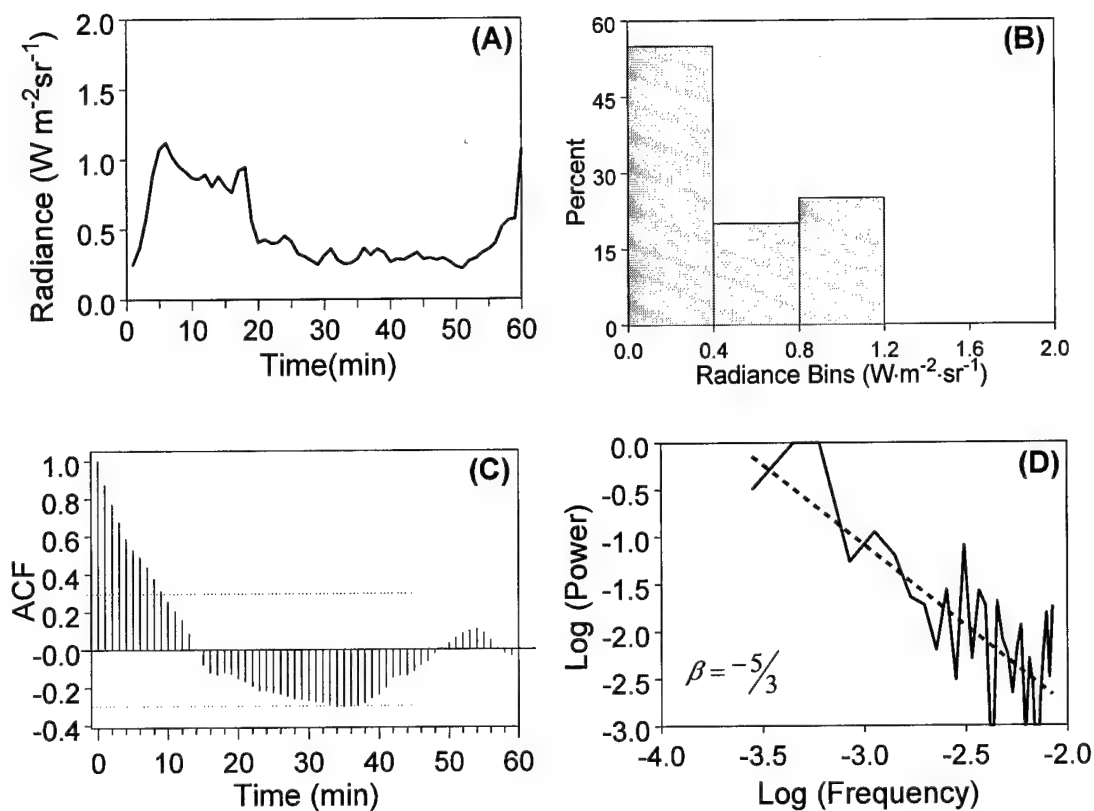 (A)
Radiance (W m-2sr-1)
2.0
1.5
1.0
0.5
0.0
0 10 20 30 40 50 60
Time(min)
(B)
Percent
60
45
30
15
0
0.0 0.4 0.8 1.2 1.6 2.0
Radiance Bins (W·m-2·sr-1)
(C)
ACF
1.0
0.8
0.6
0.4
0.2
-0.0
-0.2
-0.4
0 10 20 30 40 50 60
Time (min)
(D)
Log (Power)
0.0
-0.5
-1.0
-1.5
-2.0
-2.5
-3.0
β = -5/3
-4.0 -3.5 -3.0 -2.5 -2.0
Log (Frequency)